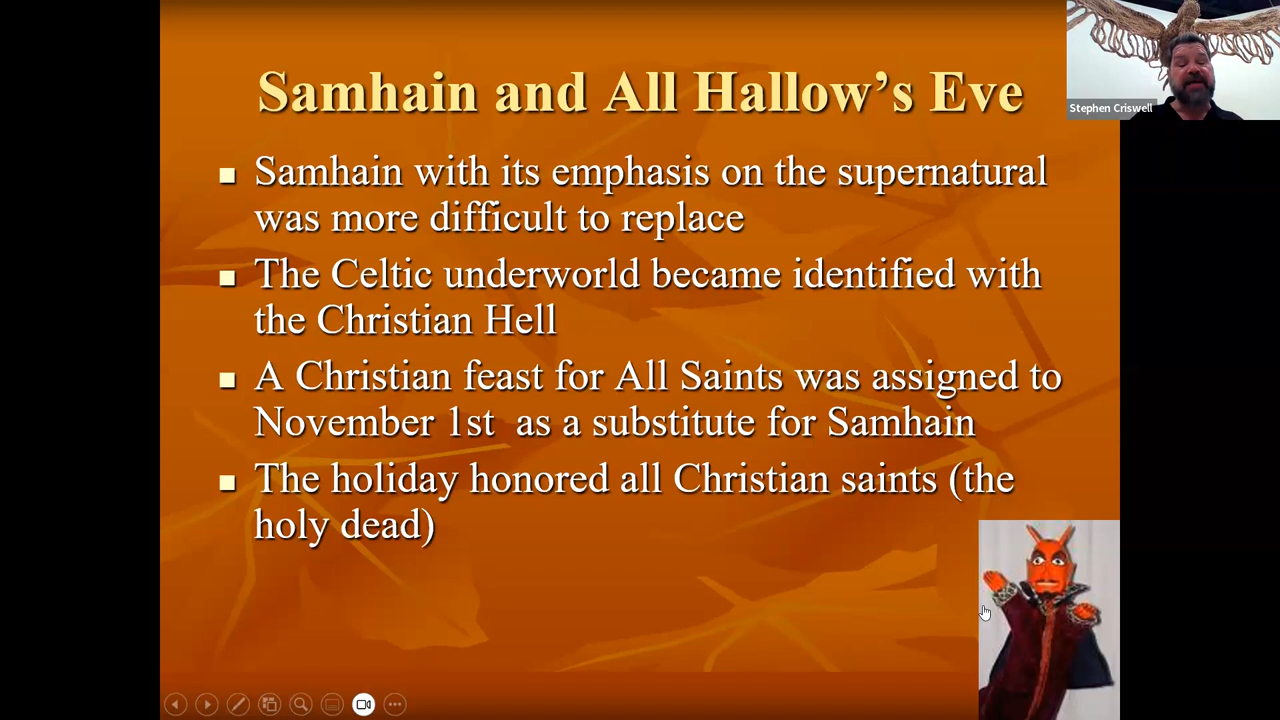 Samhain and All Hallow's Eve
Samhain with its emphasis on the supernatural
was more difficult to replace
The Celtic underworld became identified with
the Christian Hell
A Christian feast for All Saints was assigned to
November 1st  as a substitute for Samhain
The holiday honored all Christian saints (the
holy dead)
Stephen Criswell